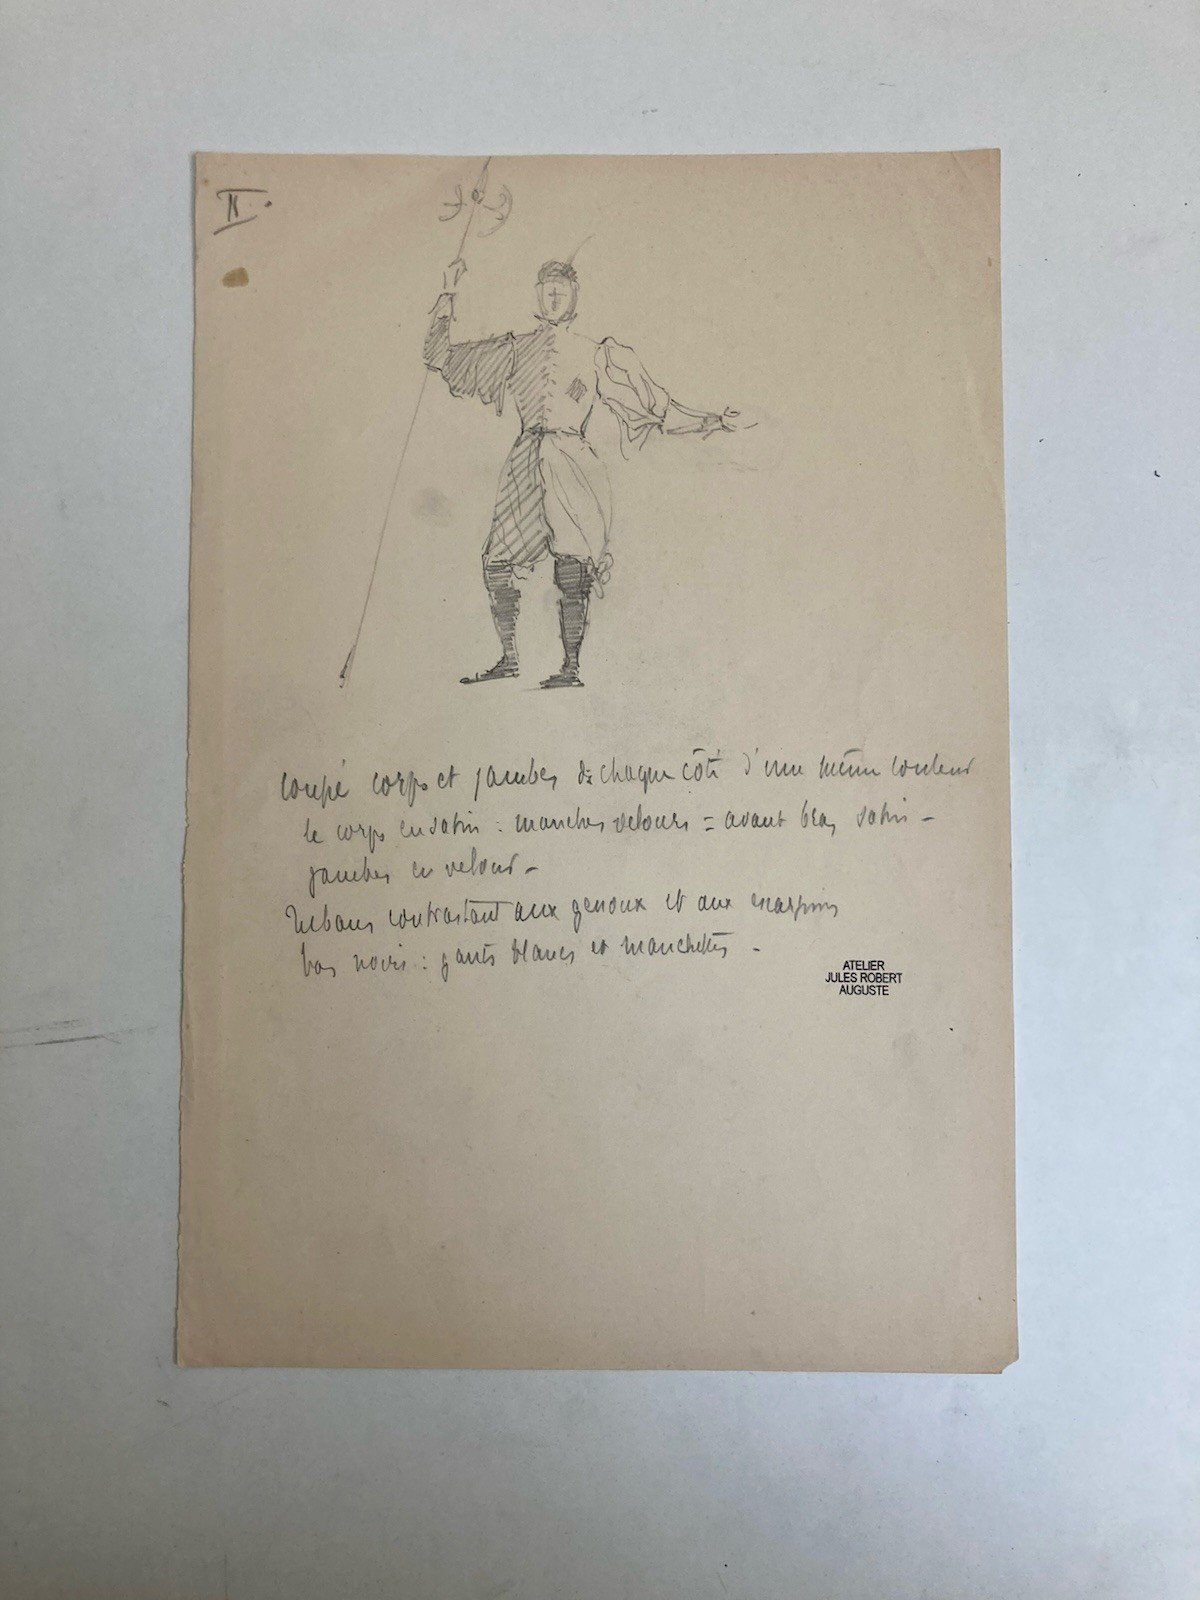 coupé corps et jambes de chaque côté d'une même couleur
le corps en satin : manches velours = avant bras satin -
jambes en velours -
Rubans contrastant aux genoux et aux escarpins
bas noirs : gants blancs et manchettes -
ATELIER
JULES ROBERT
AUGUSTE